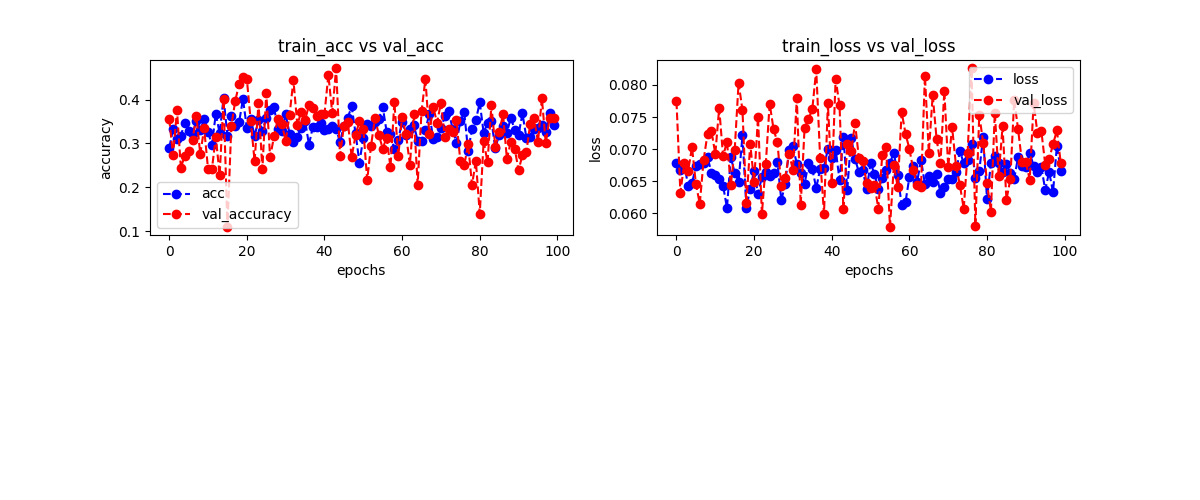 train_acc vs val_acc
accuracy
0.4
0.3
0.2
0.1
acc
val_accuracy
0 20 40 60 80 100
epochs
train_loss vs val_loss
loss
0.080
0.075
0.070
0.065
0.060
loss
val_loss
0 20 40 60 80 100
epochs